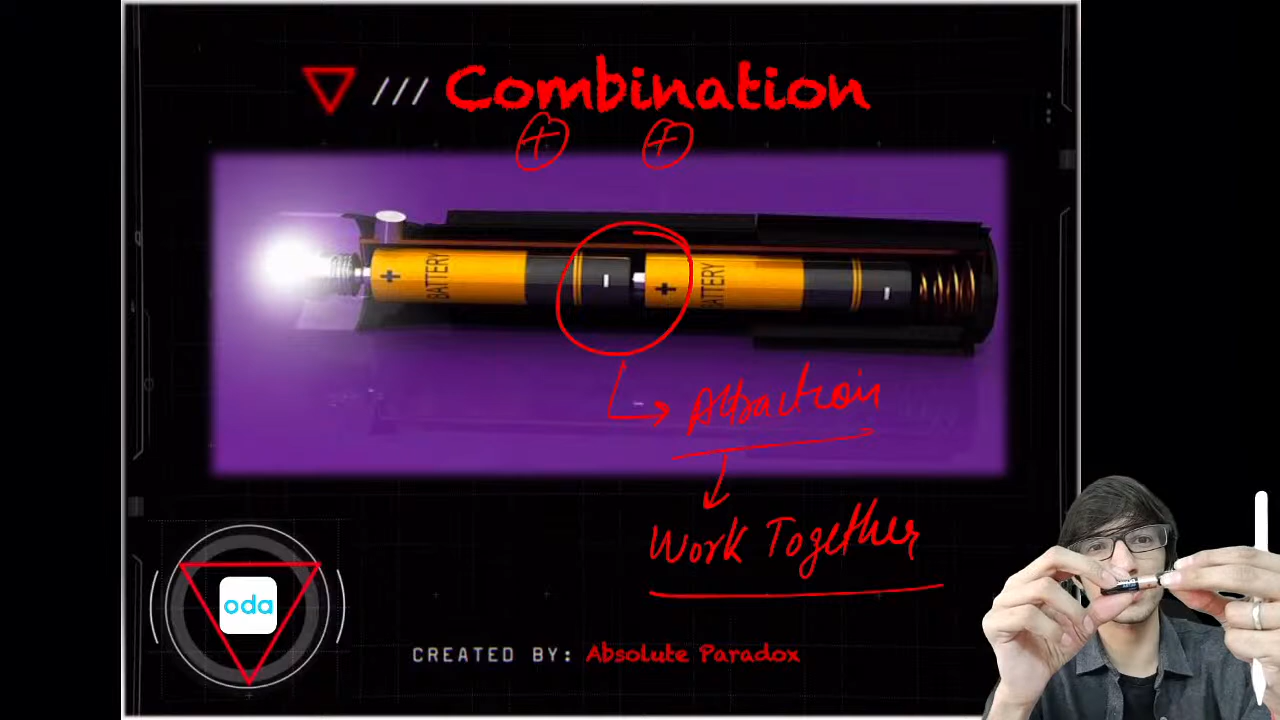 /// Combination
+ +
+ BATTERY - + BATTERY -
Attraction
Work Together
oda
CREATED BY: Absolute Paradox